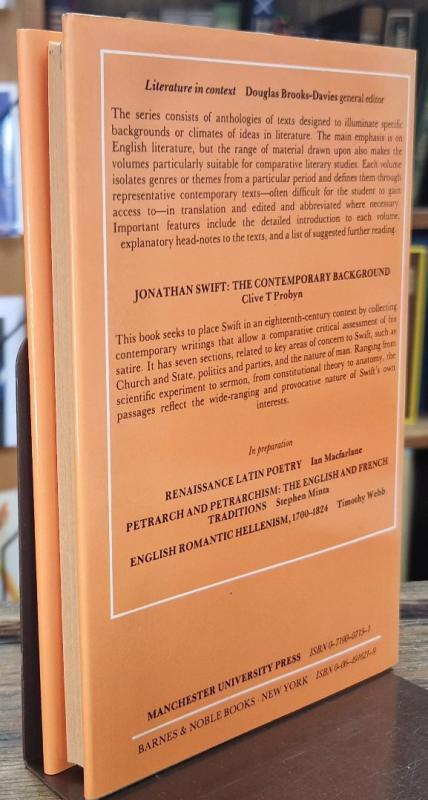 Literature in context Douglas Brooks-Davies general editor
The series consists of anthologies of texts designed to illuminate specific
backgrounds or climates of ideas in literature. The main emphasis is on
English literature, but the range of material drawn upon also makes the
volumes particularly suitable for comparative literary studies. Each volume
isolates genres or themes from a particular period and defines them through
representative contemporary texts—often difficult for the student to gain
access to—in translation and edited and abbreviated where necessary.
Important features include the detailed introduction to each volume,
explanatory head-notes to the texts, and a list of suggested further reading.
JONATHAN SWIFT: THE CONTEMPORARY BACKGROUND
Clive T Probyn
This book seeks to place Swift in an eighteenth-century context by collecting
contemporary writings that allow a comparative critical assessment of his
satire. It has seven sections, related to key areas of concern to Swift, such as
Church and State, politics and parties, and the nature of man. Ranging from
scientific experiment to sermon, from constitutional theory to anatomy, the
passages reflect the wide-ranging and provocative nature of Swift's own
interests.
In preparation
RENAISSANCE LATIN POETRY Ian Macfarlane
PETRARCH AND PETRARCHISM: THE ENGLISH AND FRENCH
TRADITIONS Stephen Minta
ENGLISH ROMANTIC HELLENISM, 1700–1824 Timothy Webb
MANCHESTER UNIVERSITY PRESS ISBN 0-7190-0715-1
BARNES & NOBLE BOOKS · NEW YORK ISBN 0-06-491621-9